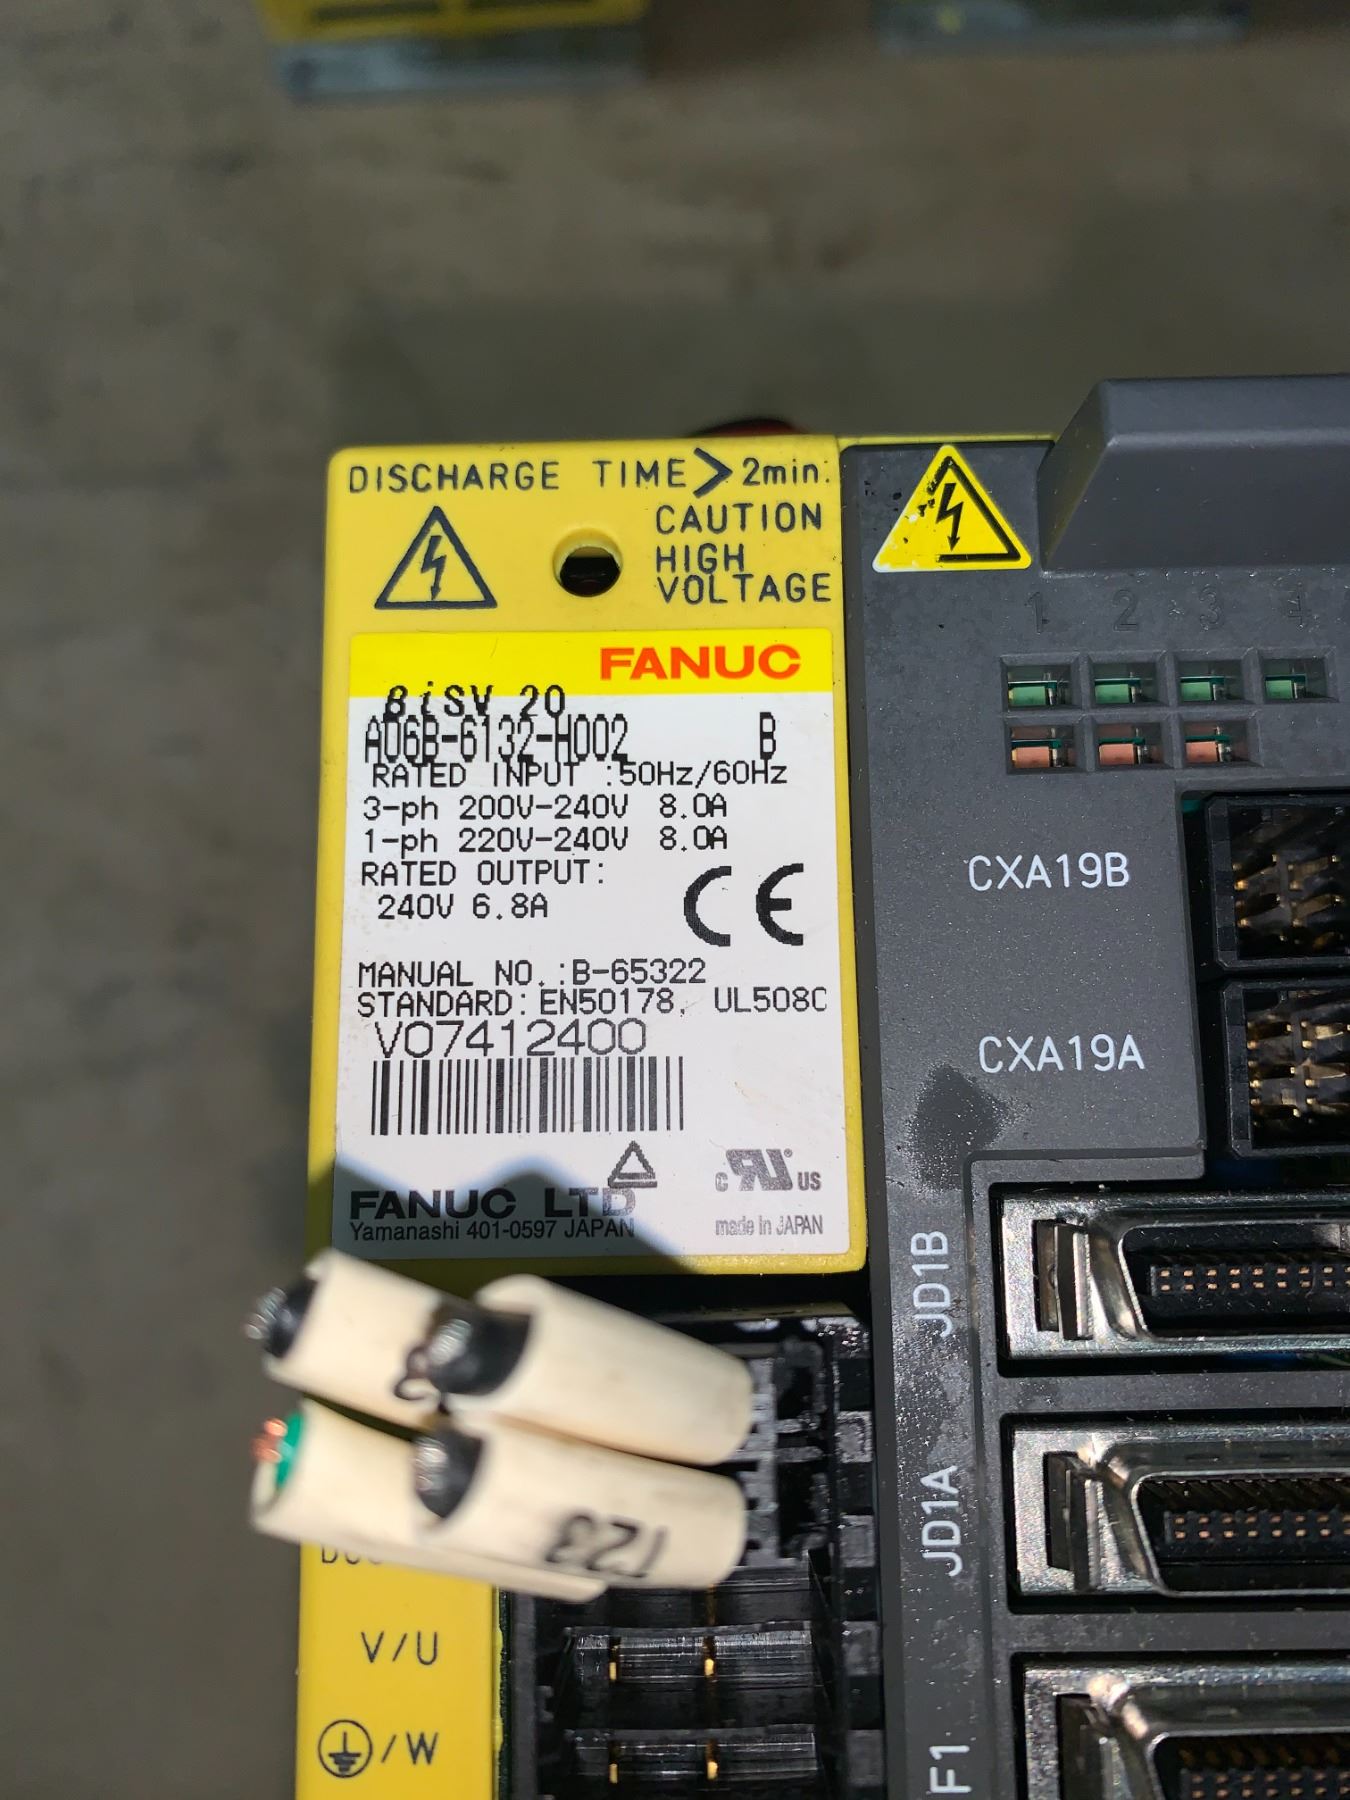 DISCHARGE TIME>2min.
CAUTION
HIGH
VOLTAGE
FANUC
βiSV 20
A06B-6132-H002 B
RATED INPUT :50Hz/60Hz
3-ph 200V-240V 8.0A
1-ph 220V-240V 8.0A
RATED OUTPUT:
240V 6.8A
CE
MANUAL NO.:B-65322
STANDARD: EN50178, UL508C
V07412400
FANUC LTD
Yamanashi 401-0597 JAPAN
c RU US
made in JAPAN
1 2 3 4
CXA19B
CXA19A
JD1B
JD1A
F1
2
T23
V/U
/W